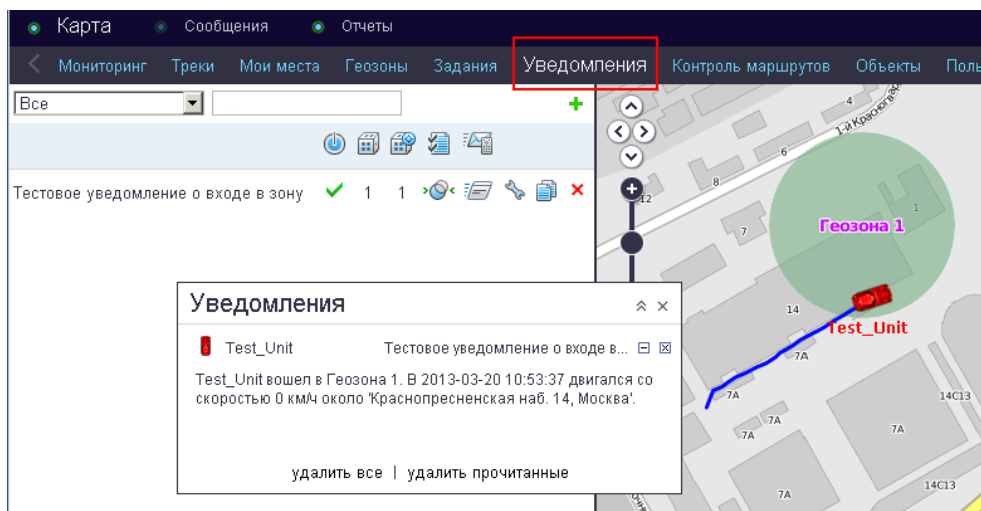 Карта Сообщения Отчеты
Мониторинг Треки Мои места Геозоны Задания Уведомления Контроль маршрутов Объекты Поль
Все
Тестовое уведомление о входе в зону 1 1
Уведомления
Test_Unit Тестовое уведомление о входе в...
Test_Unit вошел в Геозона 1. В 2013-03-20 10:53:37 двигался со
скоростью 0 км/ч около 'Краснопресненская наб. 14, Москва'.
удалить все | удалить прочитанные
4
6
8
12
1
7
Геозона 1
14
Test_Unit
7А
7А
14С13
7А
7А
7А
14С13
7А